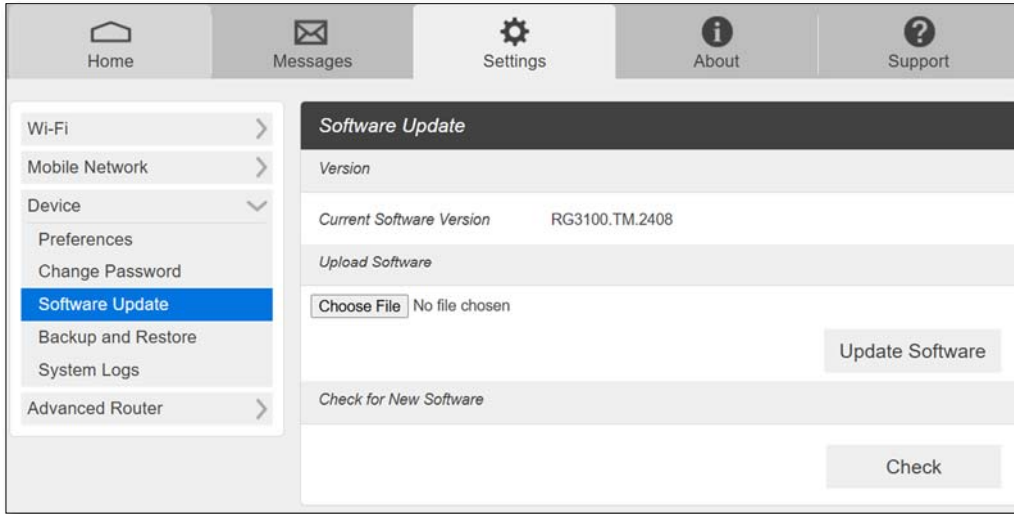 Home
Messages
Settings
About
Support
Wi-Fi
Mobile Network
Device
Preferences
Change Password
Software Update
Backup and Restore
System Logs
Advanced Router
Software Update
Version
Current Software Version RG3100.TM.2408
Upload Software
Choose File No file chosen
Update Software
Check for New Software
Check